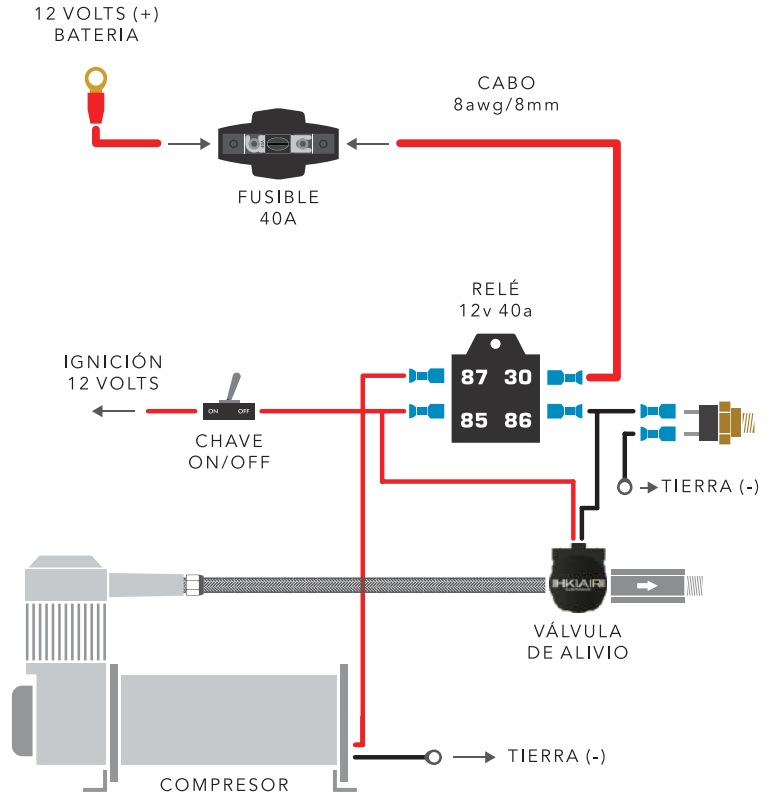 12 VOLTS (+)
BATERIA
CABO
8awg/8mm
FUSIBLE
40A
RELÉ
12v 40a
87 30
85 86
IGNICIÓN
12 VOLTS
ON OFF
CHAVE
ON/OFF
TIERRA (-)
HKAR
VÁLVULA
DE ALIVIO
TIERRA (-)
COMPRESOR